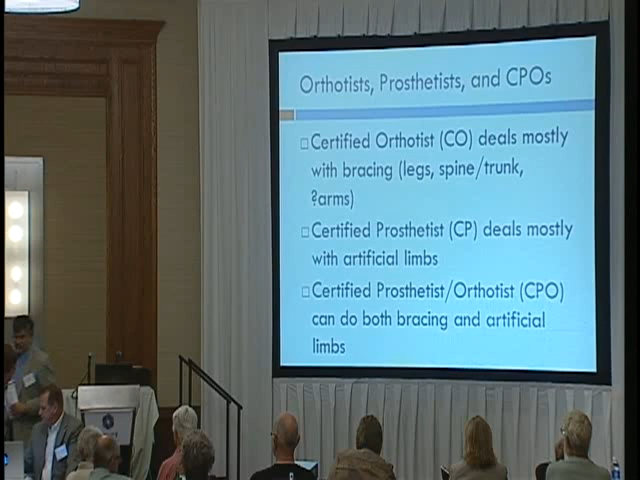 Orthotists, Prosthetists, and CPOs
Certified Orthotist (CO) deals mostly
with bracing (legs, spine/trunk,
?arms)
Certified Prosthetist (CP) deals mostly
with artificial limbs
Certified Prosthetist/Orthotist (CPO)
can do both bracing and artificial
limbs